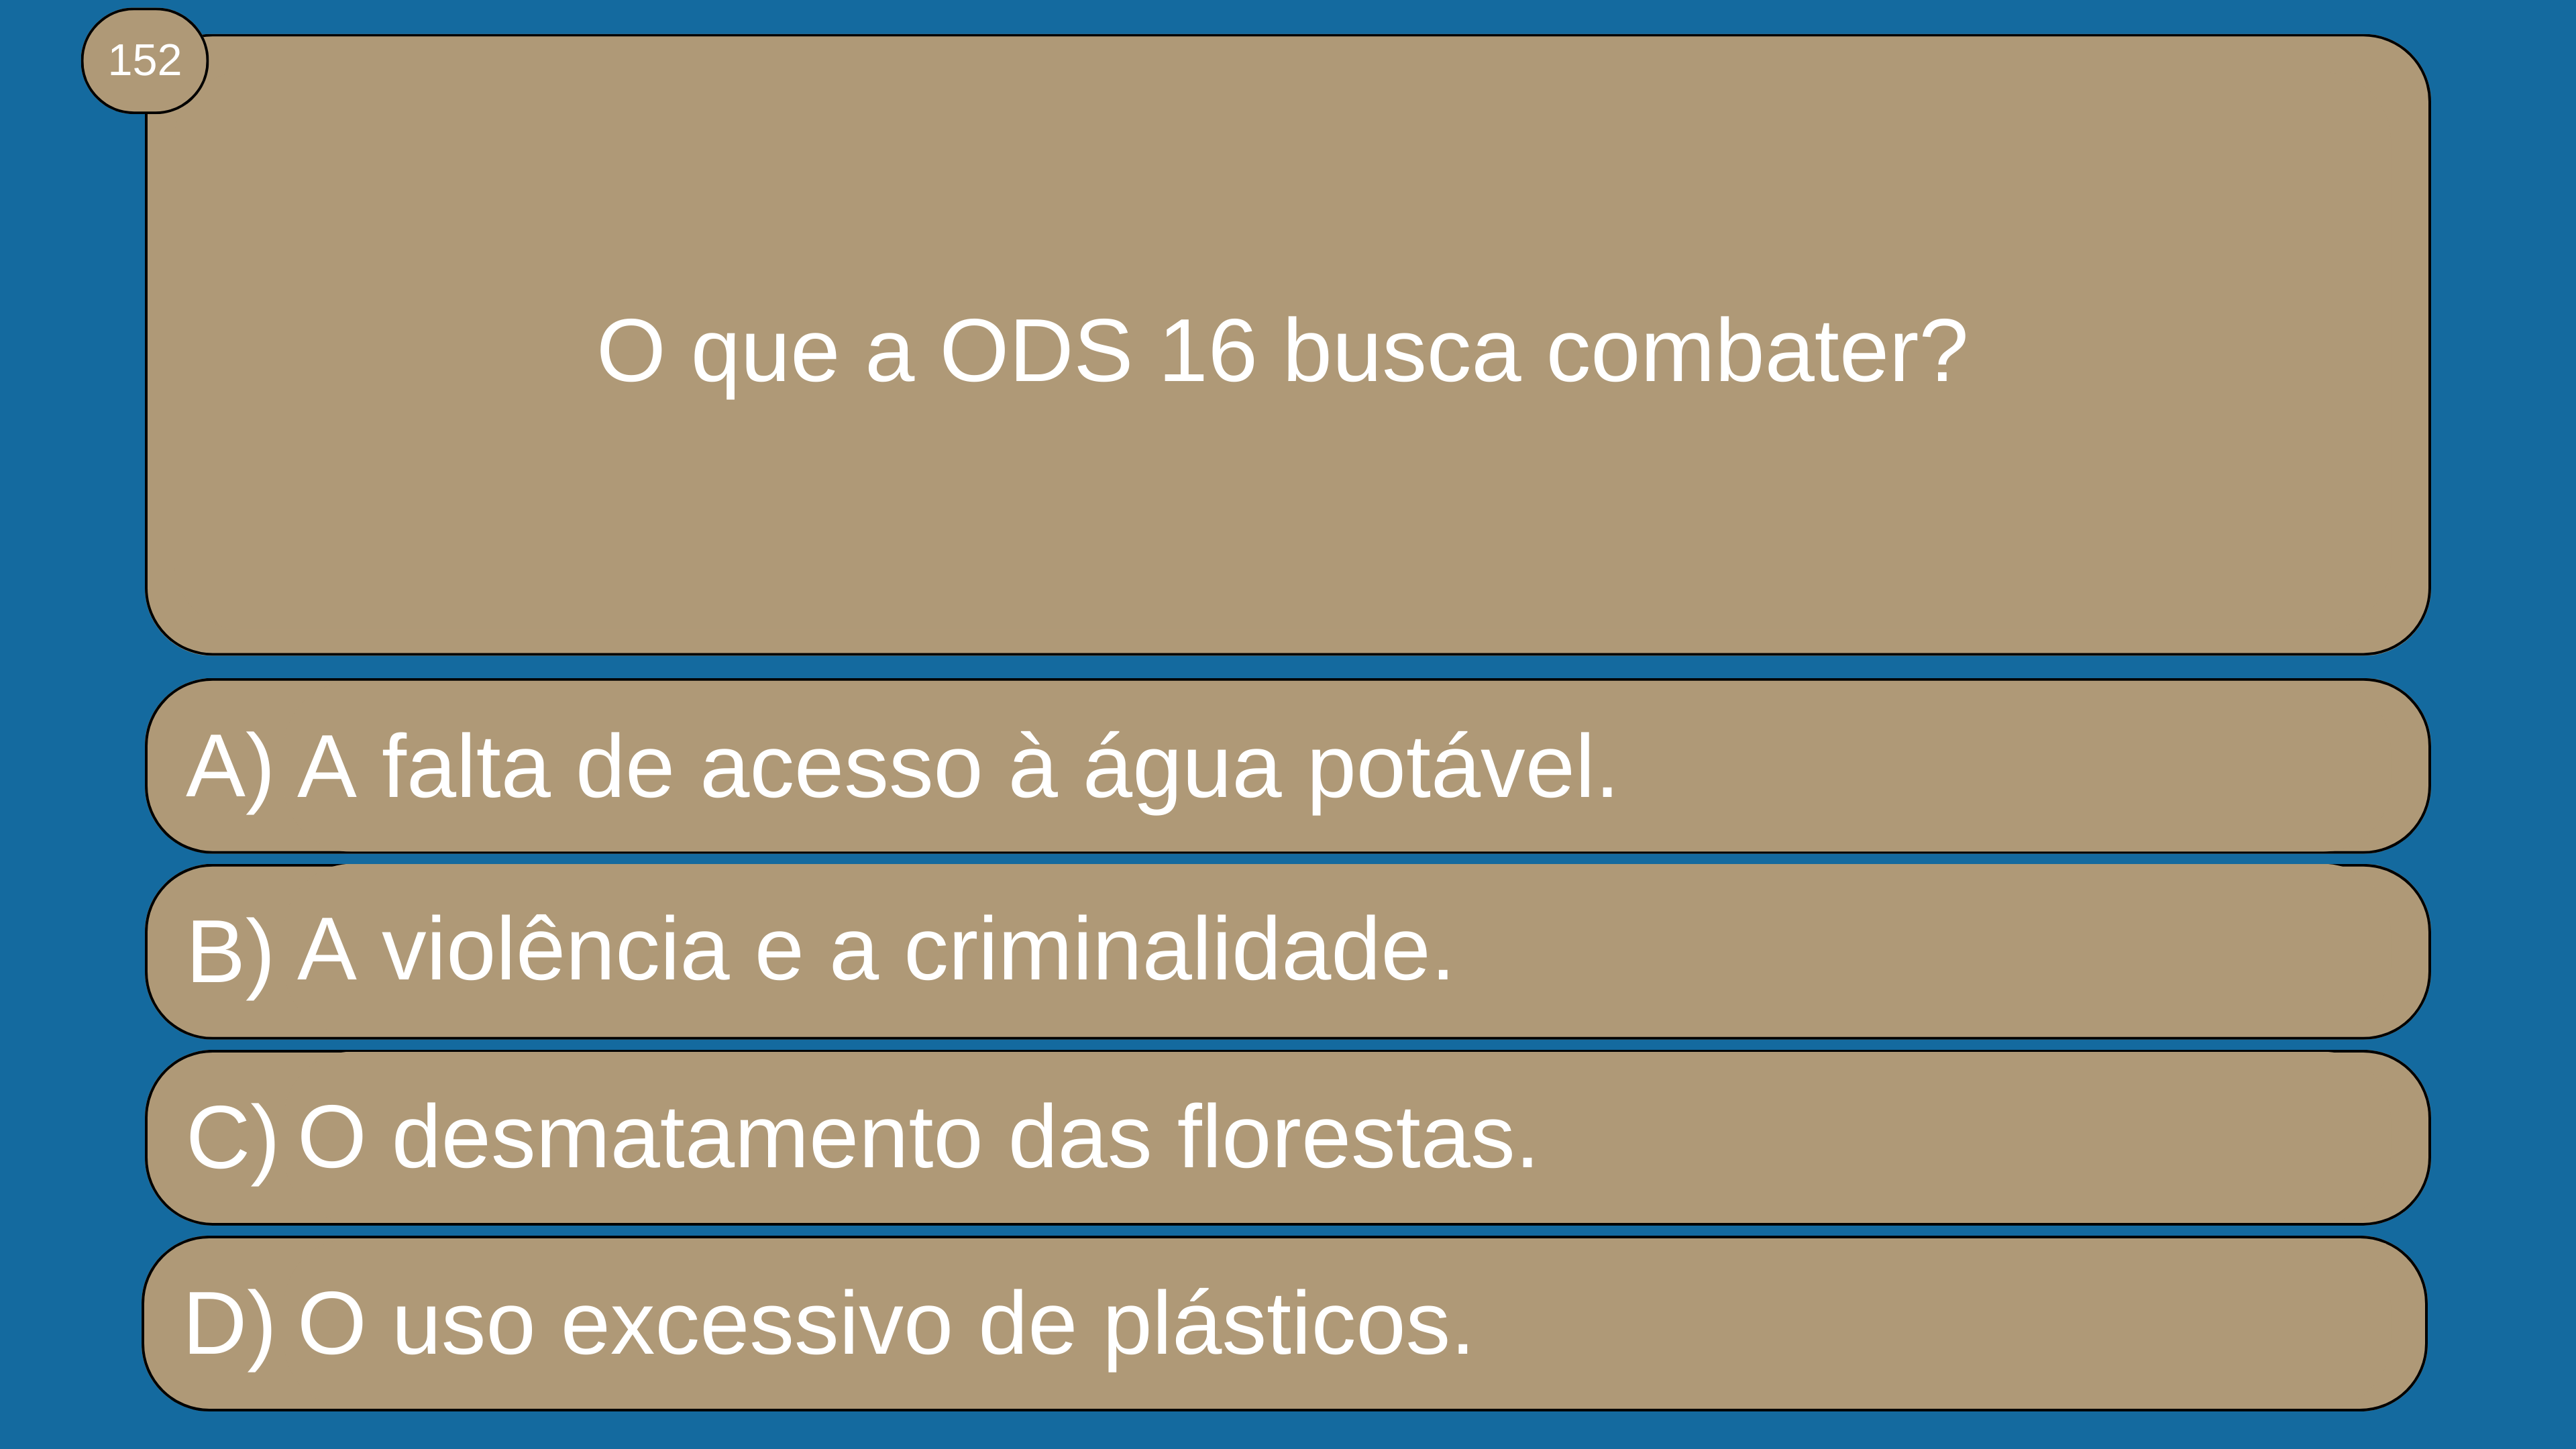 152
O que a ODS 16 busca combater?
A) A falta de acesso à água potável.
B) A violência e a criminalidade.
C) O desmatamento das florestas.
D) O uso excessivo de plásticos.